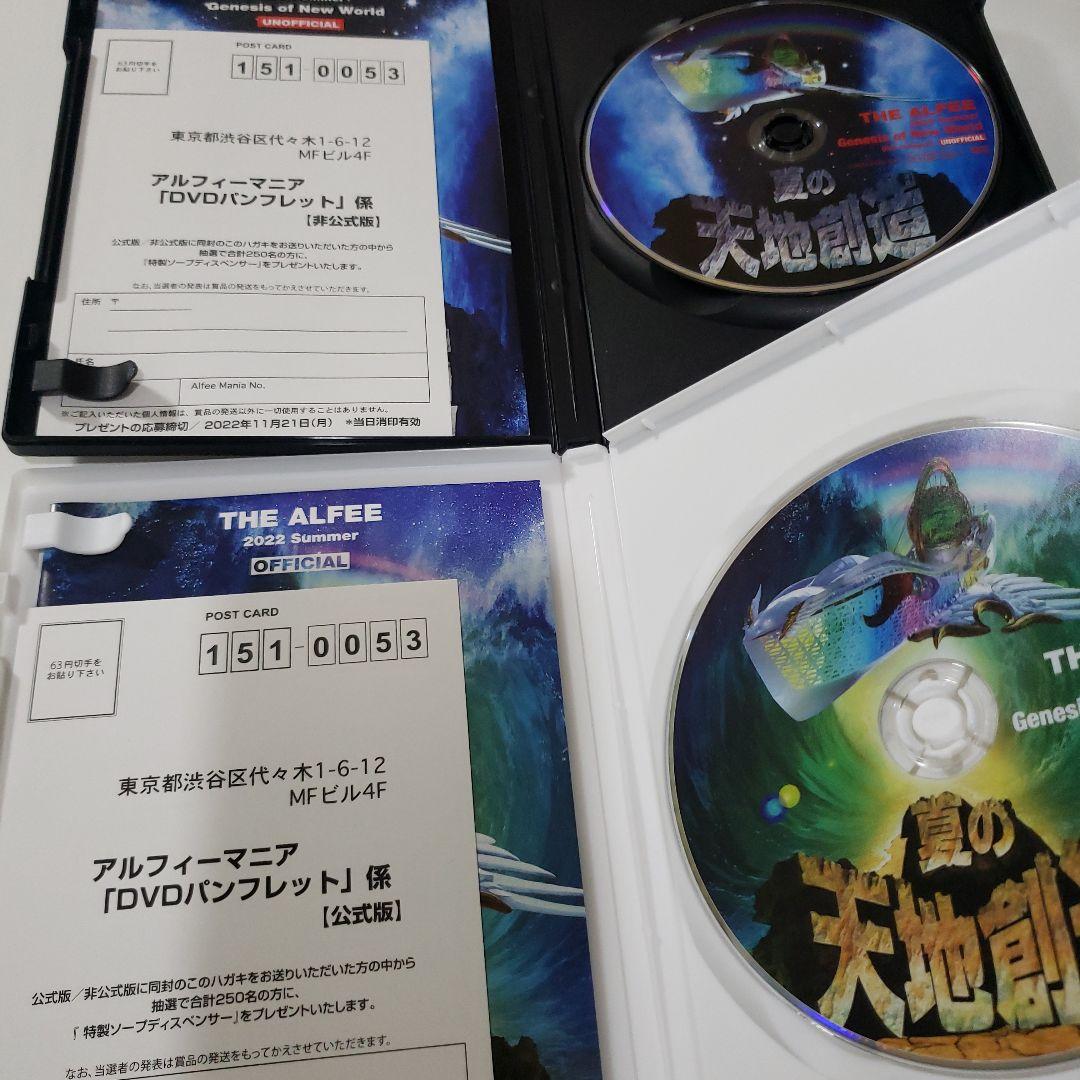 Genesis of New World
UNOFFICIAL
POST CARD
63円切手を
お貼り下さい
151-0053
東京都渋谷区代々木1-6-12
MFビル4F
アルフィーマニア
「DVDパンフレット」係
【非公式版】
公式版／非公式版に同封のこのハガキをお送りいただいた方の中から
抽選で合計250名の方に、
「特製ソープディスペンサー」をプレゼントいたします。
なお、当選者の発表は賞品の発送をもってかえさせていただきます。
住所 〒
氏名
Alfee Mania No.
※ご記入いただいた個人情報は、賞品の発送以外に一切使用することはありません。
プレゼントの応募締切／2022年11月21日(月) *当日消印有効
THE ALFEE
Genesis of New World
UNOFFICIAL
夏の
天地創造
THE ALFEE
2022 Summer
OFFICIAL
POST CARD
63円切手を
お貼り下さい
151-0053
東京都渋谷区代々木1-6-12
MFビル4F
アルフィーマニア
「DVDパンフレット」係
【公式版】
公式版／非公式版に同封のこのハガキをお送りいただいた方の中から
抽選で合計250名の方に、
「特製ソープディスペンサー」をプレゼントいたします。
なお、当選者の発表は賞品の発送をもってかえさせていただきます。
TH
Genesi
夏の
天地創造